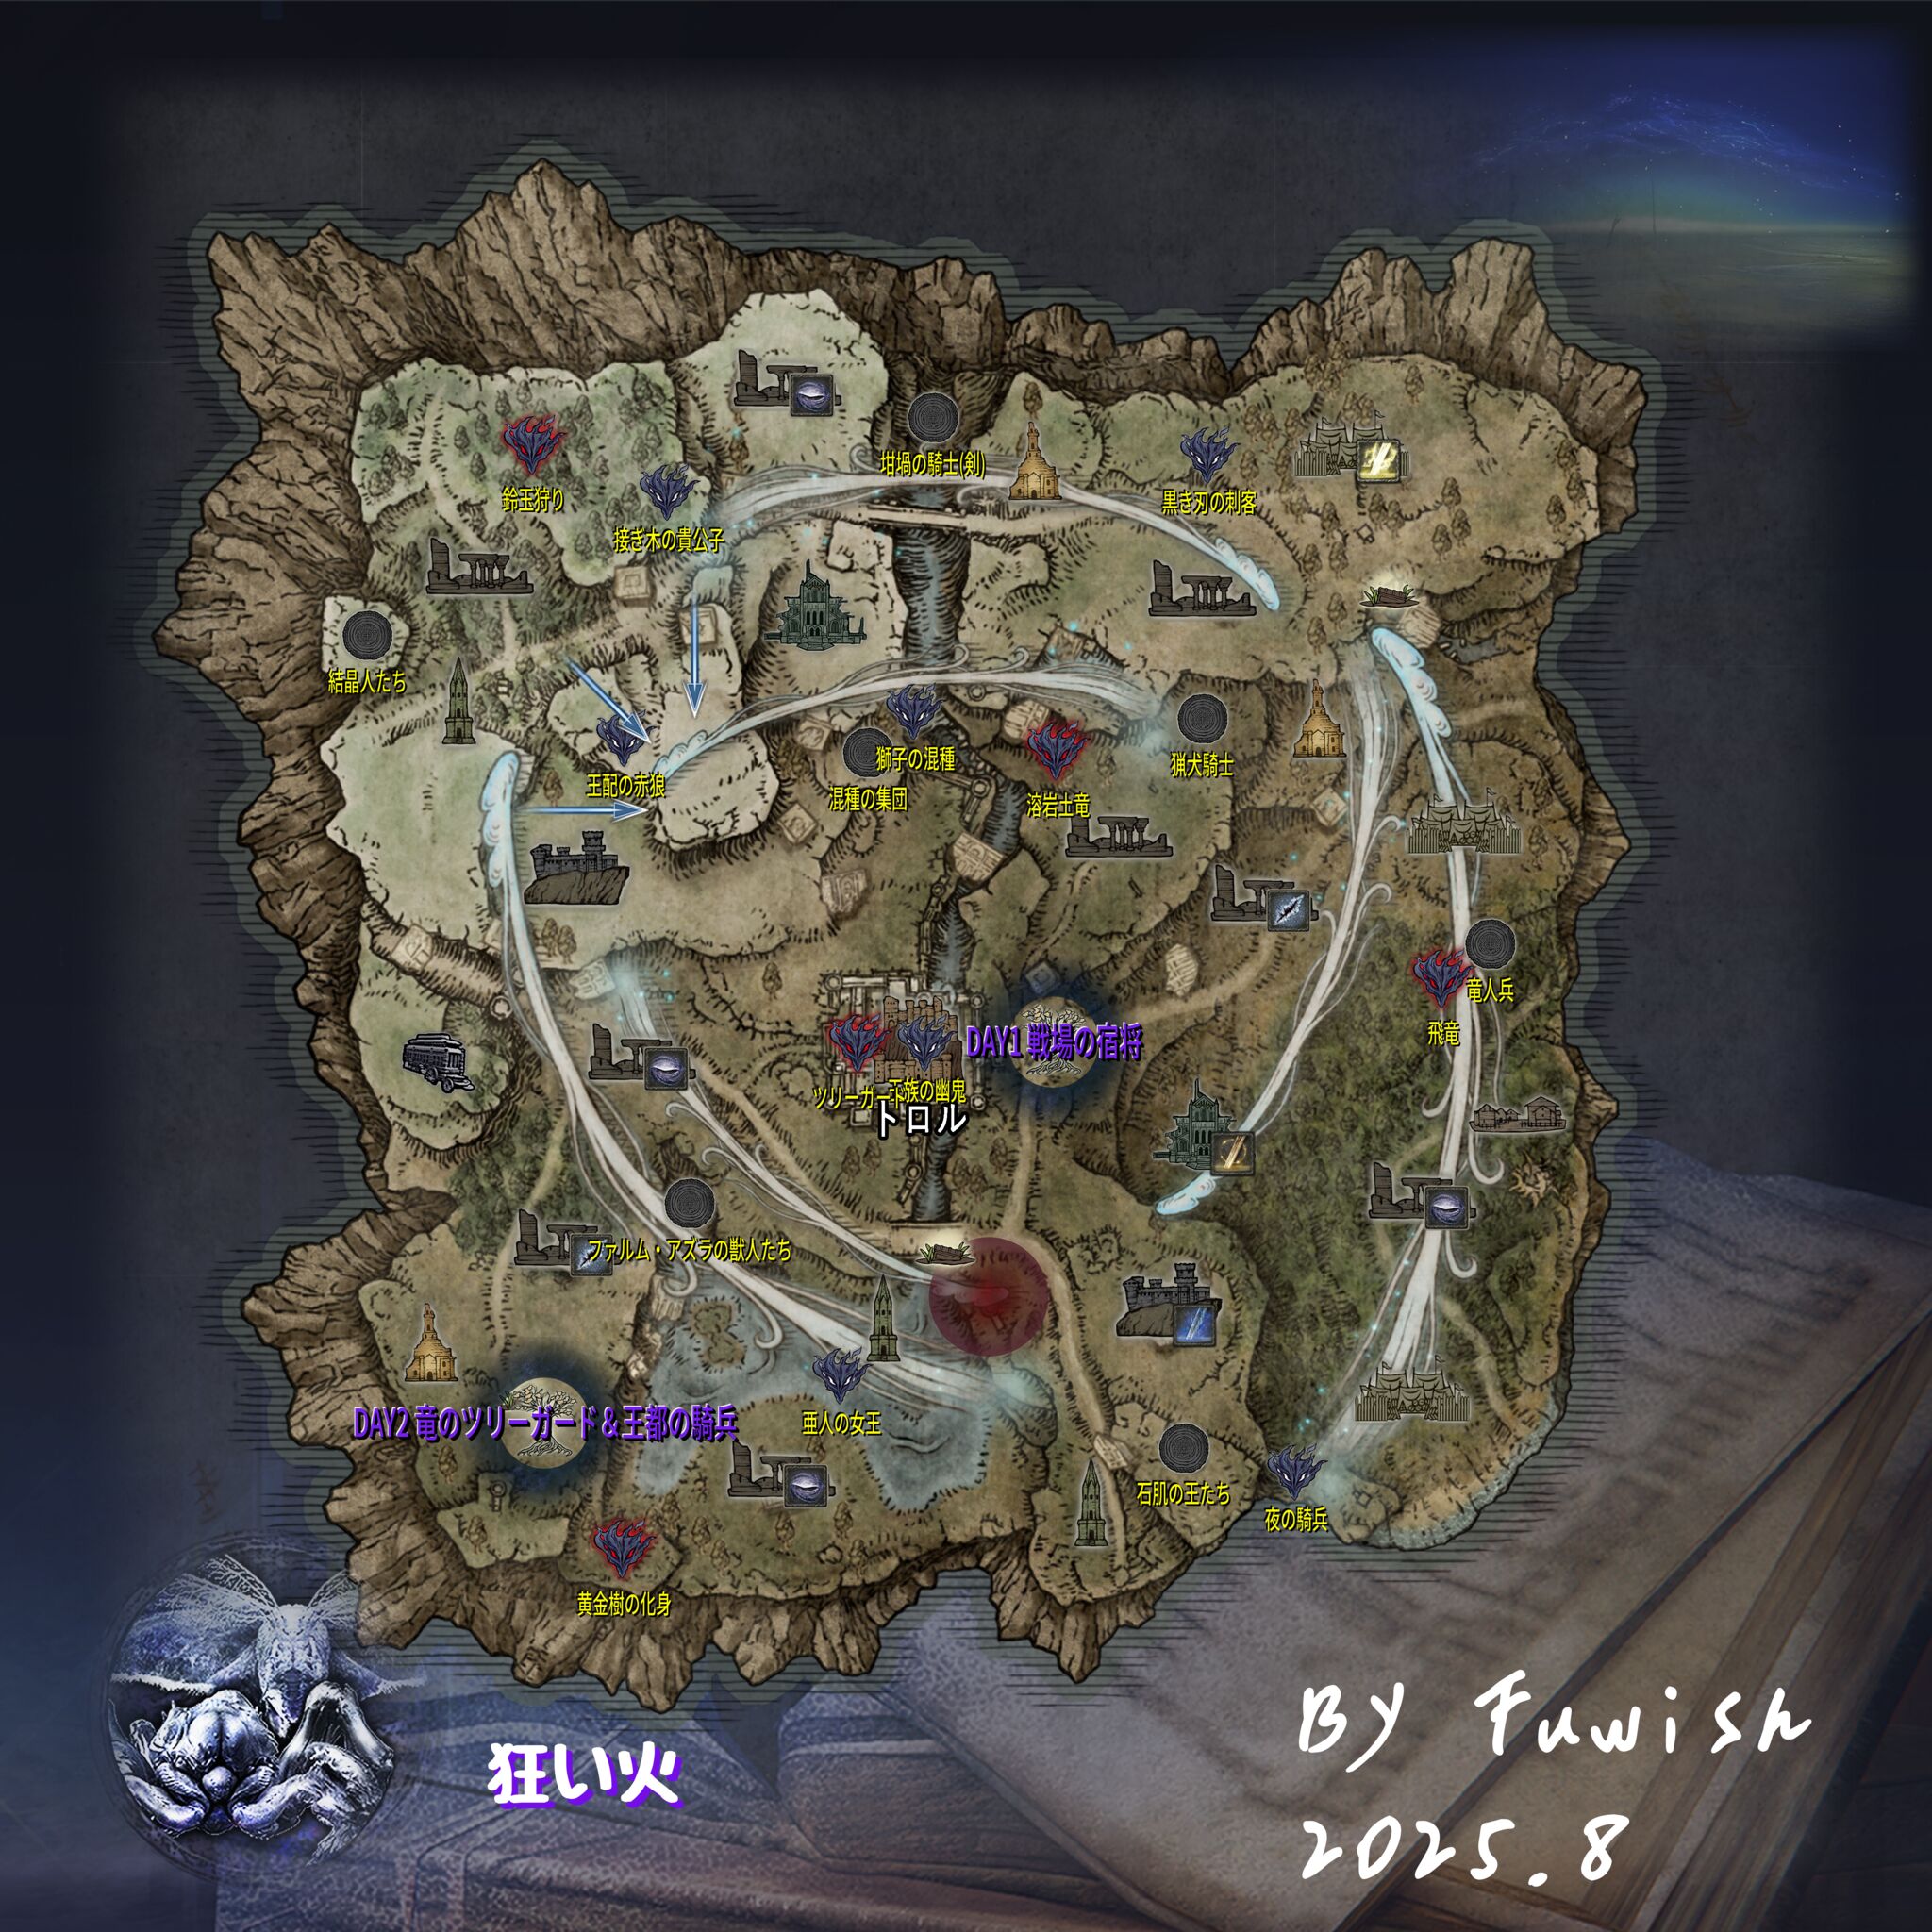 坩堝の騎士(剣)
鈴玉狩り
黒き刃の刺客
接ぎ木の貴公子
結晶人たち
獅子の混種
猟犬騎士
王配の赤狼
混種の集団
溶岩土竜
竜人兵
飛竜
DAY1 戦場の宿将
ツリーガード
王族の幽鬼
トロル
ファルム・アズラの獣人たち
DAY2 竜のツリーガード＆王都の騎兵
亜人の女王
石肌の王たち
夜の騎兵
黄金樹の化身
狂い火
BY Fuwish
2025.8